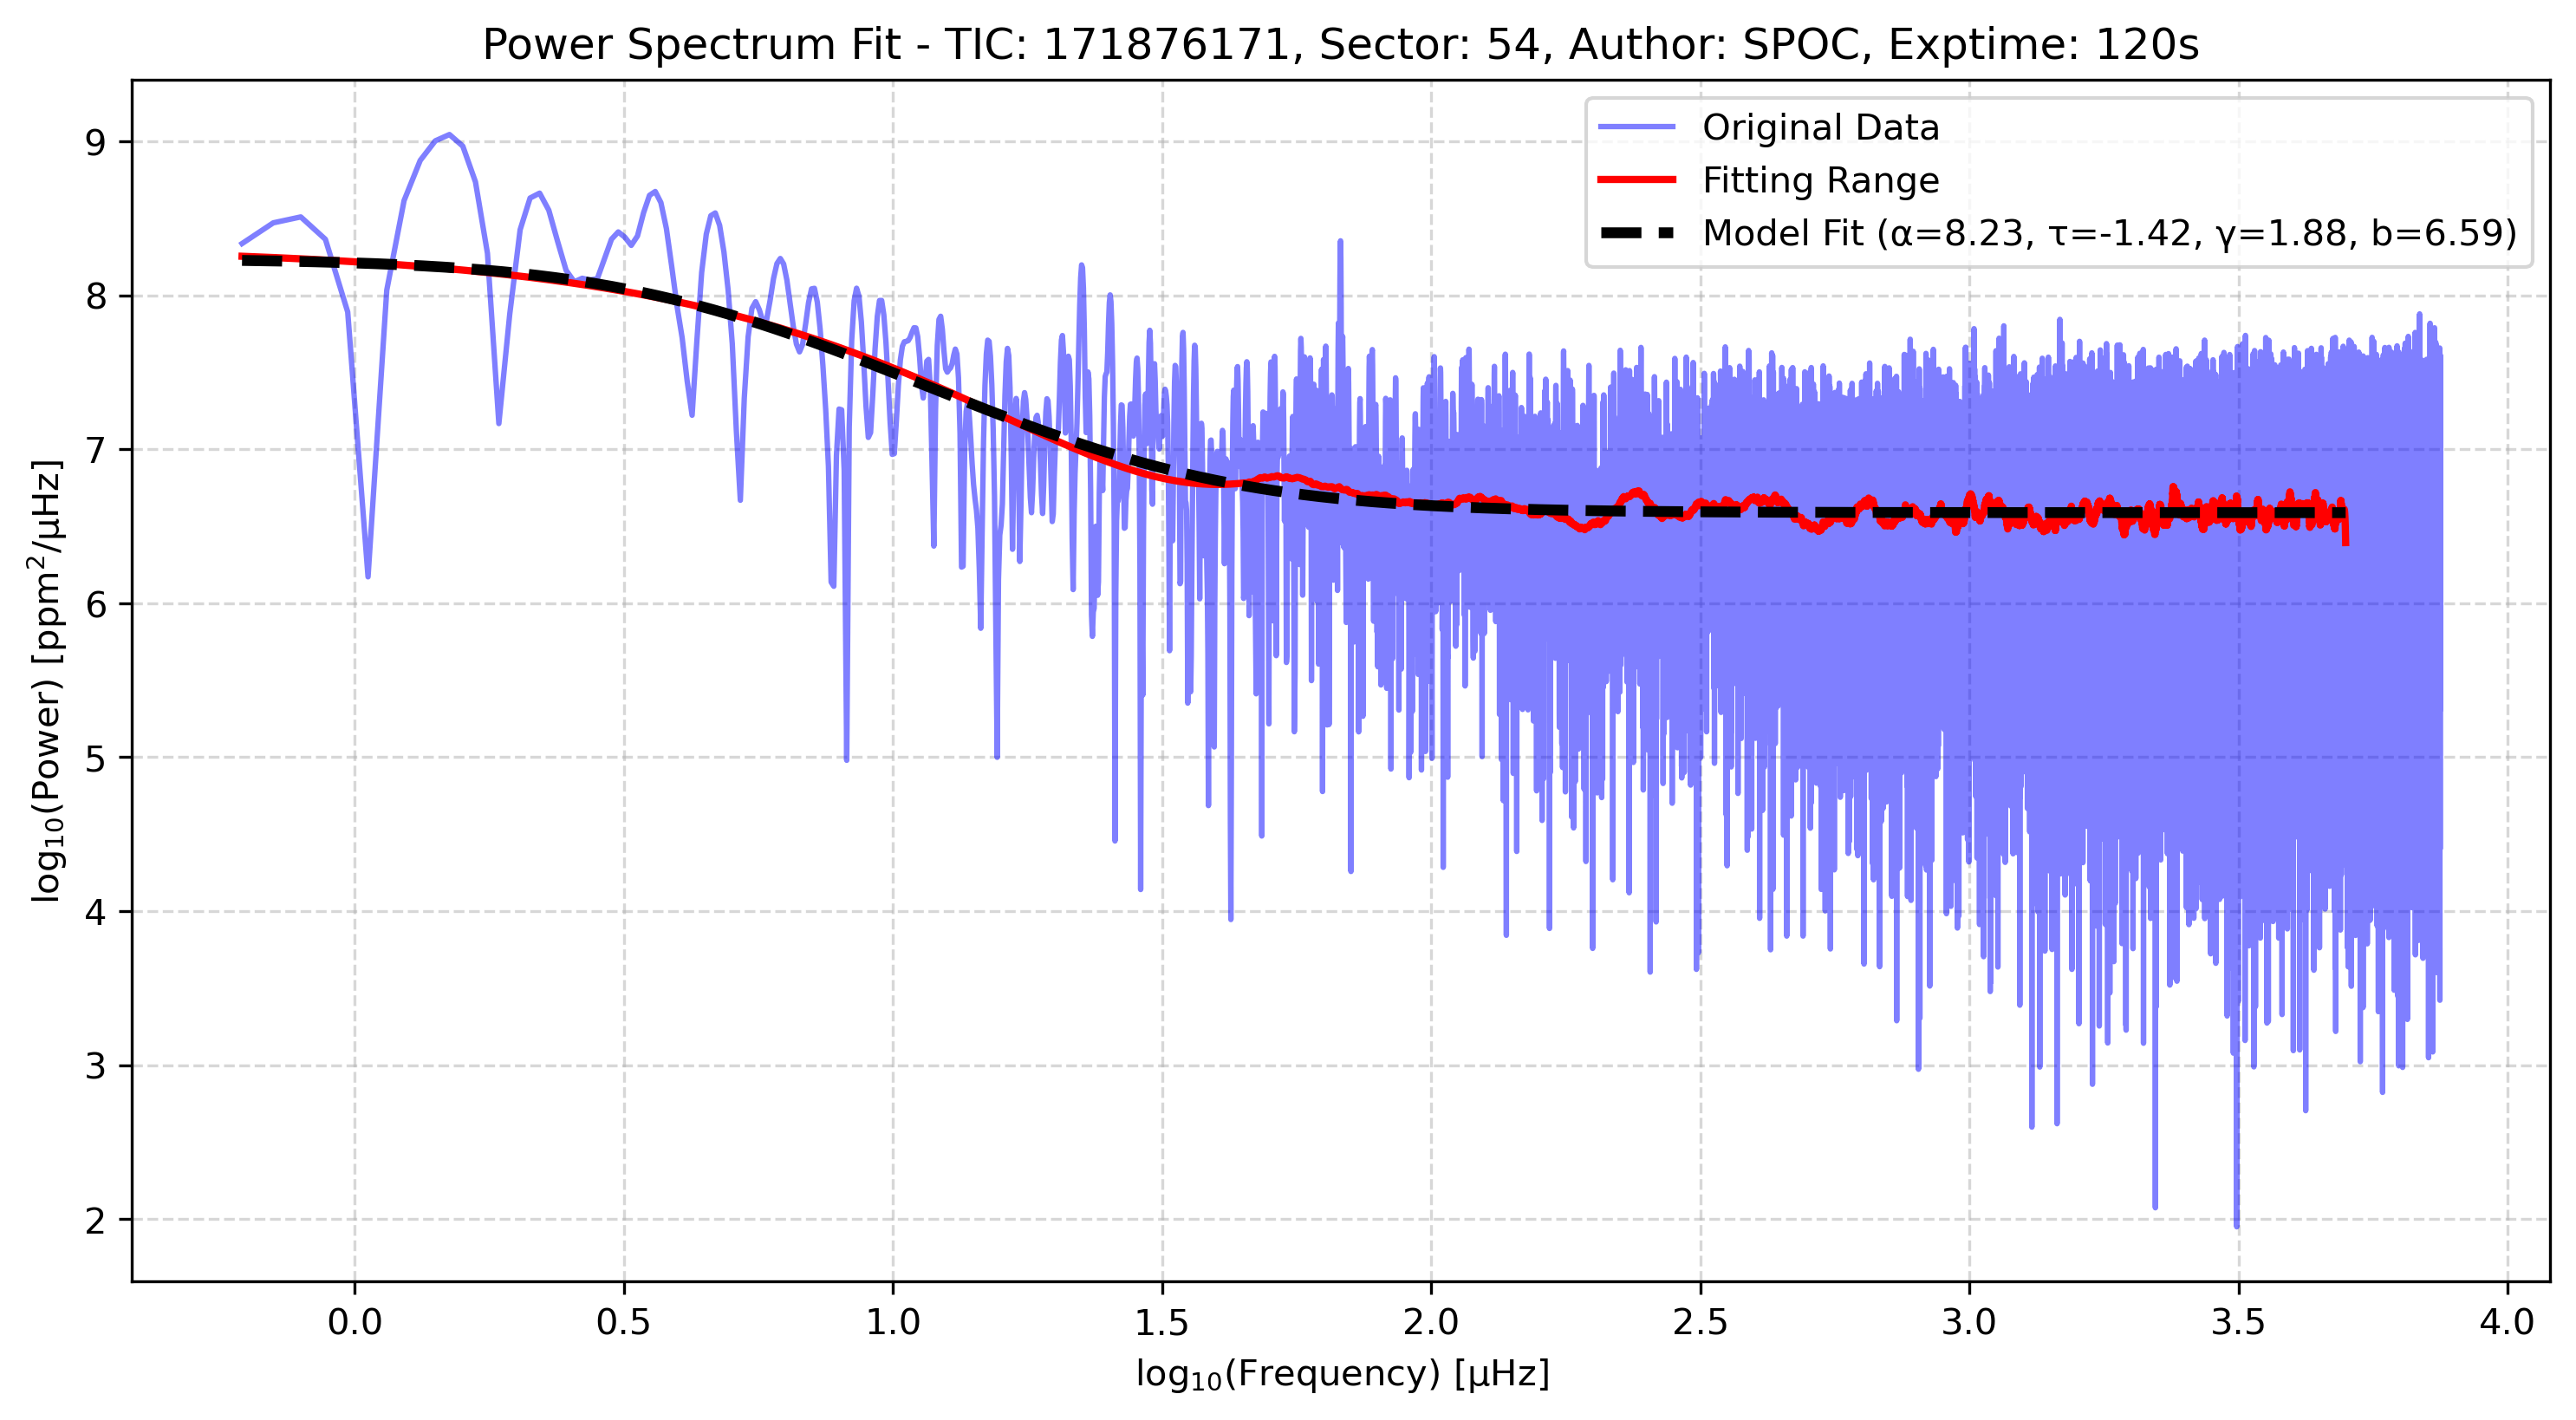 Power Spectrum Fit - TIC: 171876171, Sector: 54, Author: SPOC, Exptime: 120s
Original Data
Fitting Range
Model Fit (α=8.23, τ=-1.42, γ=1.88, b=6.59)
log₁₀(Power) [ppm²/μHz]
9
8
7
6
5
4
3
2
0.0 0.5 1.0 1.5 2.0 2.5 3.0 3.5 4.0
log₁₀(Frequency) [μHz]